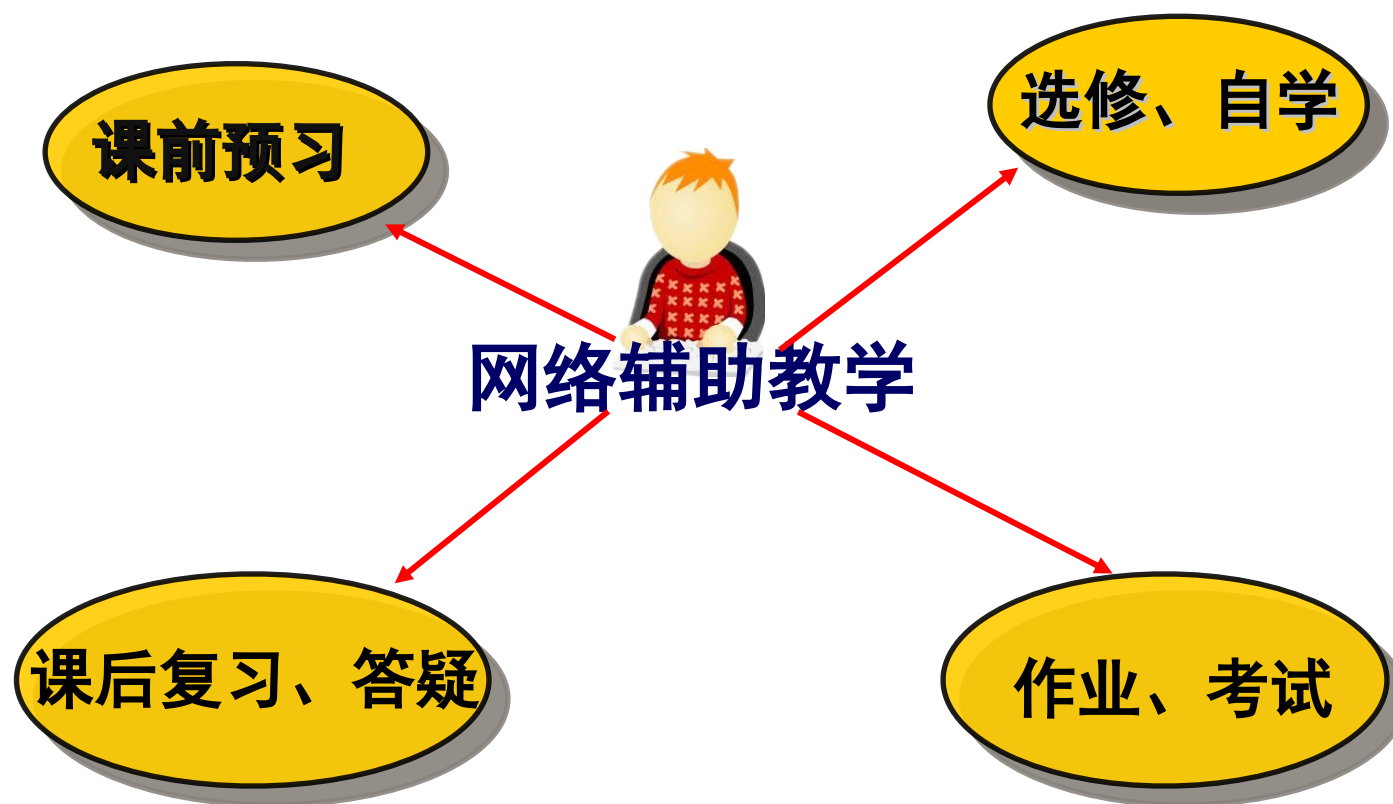 选修、自学
课前预习
网络辅助教学
课后复习、答疑
作业、考试